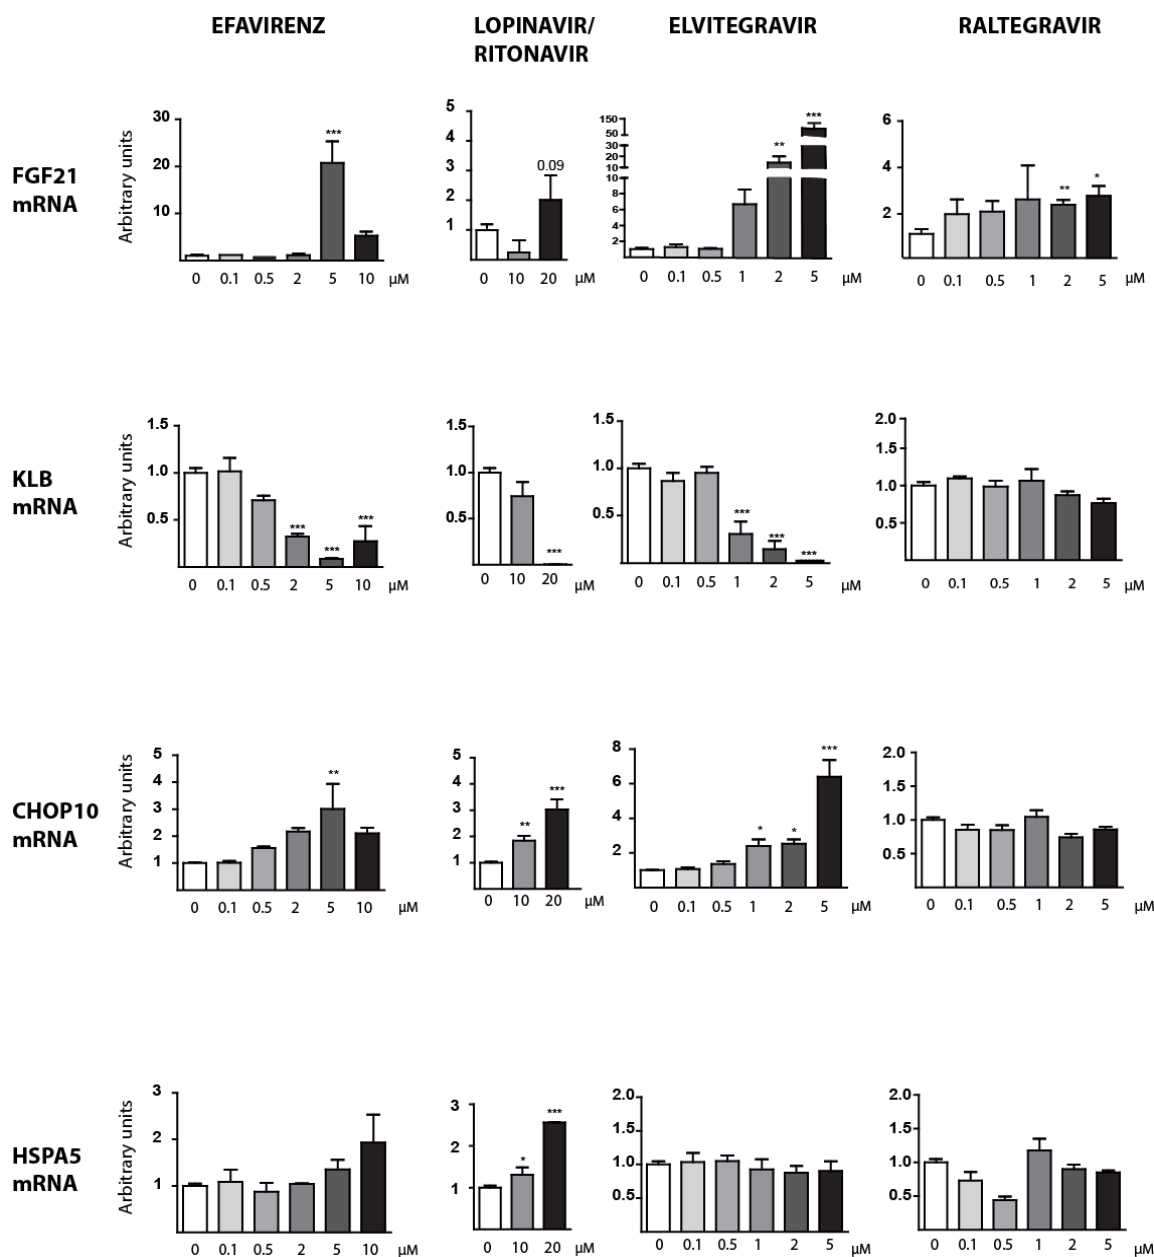 EFAVIRENZ
LOPINAVIR/
RITONAVIR
ELVITEGRAVIR
RALTEGRAVIR
FGF21
mRNA
Arbitrary units
30
20
10
***
0 0.1 0.5 2 5 10 µM
5
4
3
2
1
0.09
0 10 20 µM
150
50
30
20
10
10
8
6
4
2
**
***
0 0.1 0.5 1 2 5 µM
6
4
2
**
*
0 0.1 0.5 1 2 5 µM
KLB
mRNA
Arbitrary units
1.5
1.0
0.5
***
***
***
0 0.1 0.5 2 5 10 µM
1.5
1.0
0.5
***
0 10 20 µM
1.5
1.0
0.5
***
***
***
0 0.1 0.5 1 2 5 µM
2.0
1.5
1.0
0.5
0 0.1 0.5 1 2 5 µM
CHOP10
mRNA
Arbitrary units
5
4
3
2
1
**
0 0.1 0.5 2 5 10 µM
5
4
3
2
1
**
***
0 10 20 µM
8
6
4
2
*
*
***
0 0.1 0.5 1 2 5 µM
2.0
1.5
1.0
0.5
0 0.1 0.5 1 2 5 µM
HSPA5
mRNA
Arbitrary units
3
2
1
0 0.1 0.5 2 5 10 µM
3
2
1
*
***
0 10 20 µM
2.0
1.5
1.0
0.5
0 0.1 0.5 1 2 5 µM
2.0
1.5
1.0
0.5
0 0.1 0.5 1 2 5 µM